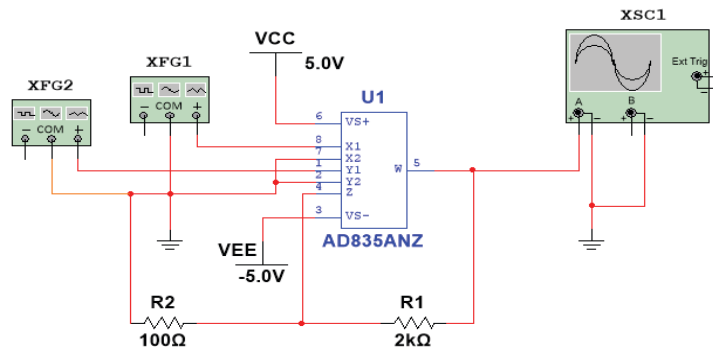 XSC1
XFG1
XFG2
VCC
5.0V
Ext Trig
+
−
A
B
+ − + −
− COM +
− COM +
U1
6 VS+
8 X1
7 X2
1 Y1
2 Y2
4 Z
3 VS-
W 5
AD835ANZ
VEE
-5.0V
R2
100Ω
R1
2kΩ